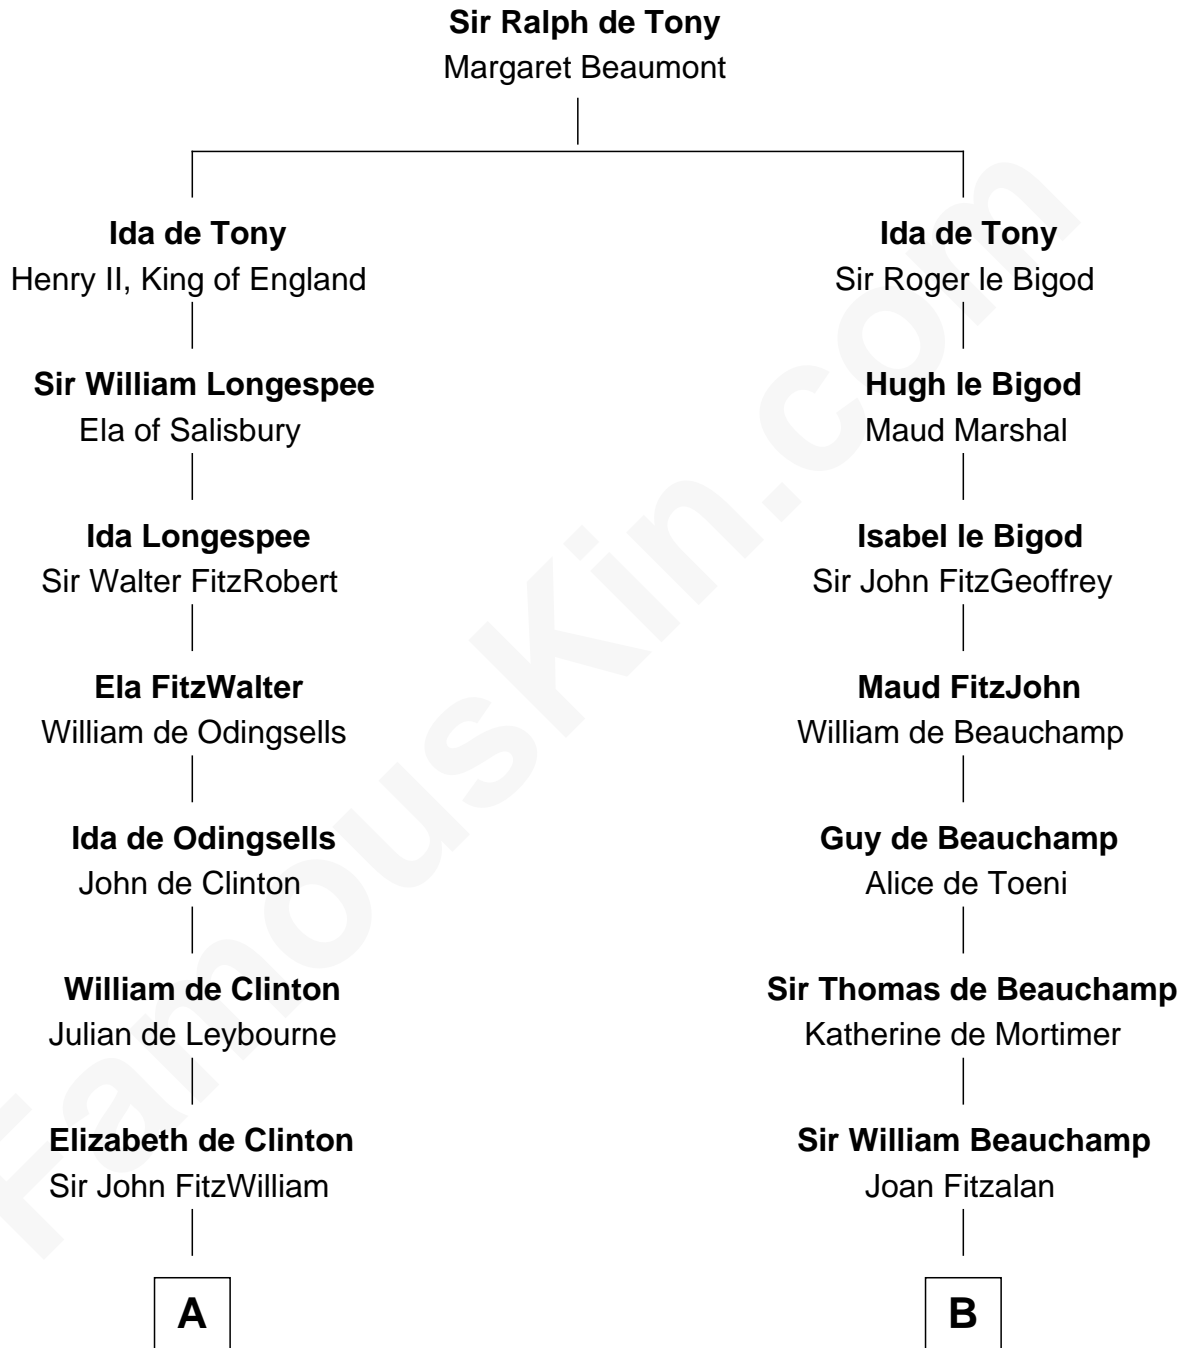 Sir Ralph de Tony
Margaret Beaumont
Ida de Tony
Henry II, King of England
Sir William Longespee
Ela of Salisbury
Ida Longespee
Sir Walter FitzRobert
Ela FitzWalter
William de Odingsells
Ida de Odingsells
John de Clinton
William de Clinton
Julian de Leybourne
Elizabeth de Clinton
Sir John FitzWilliam
A
Ida de Tony
Sir Roger le Bigod
Hugh le Bigod
Maud Marshal
Isabel le Bigod
Sir John FitzGeoffrey
Maud FitzJohn
William de Beauchamp
Guy de Beauchamp
Alice de Toeni
Sir Thomas de Beauchamp
Katherine de Mortimer
Sir William Beauchamp
Joan Fitzalan
B
FamousKin.com